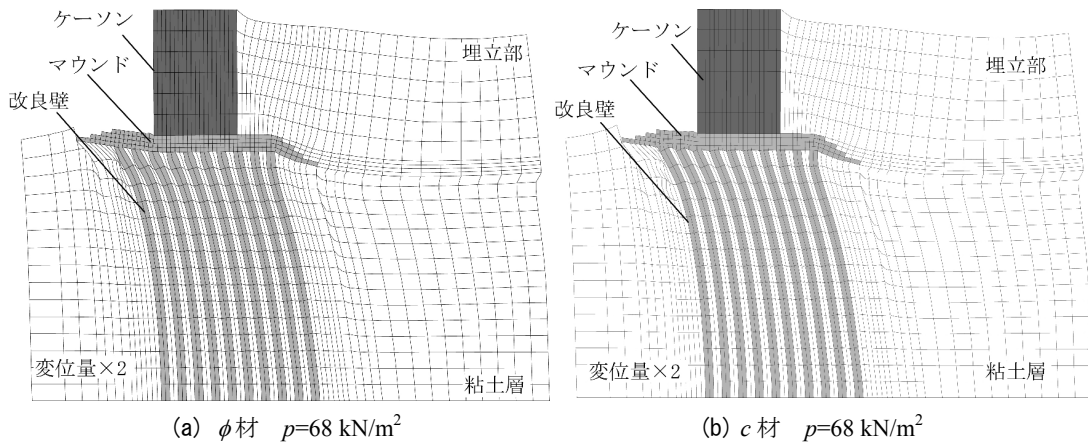 ケーソン
マウンド
改良壁
埋立部
変位量×2
粘土層
(a) φ材 p=68 kN/m²
ケーソン
マウンド
改良壁
埋立部
変位量×2
粘土層
(b) c材 p=68 kN/m²